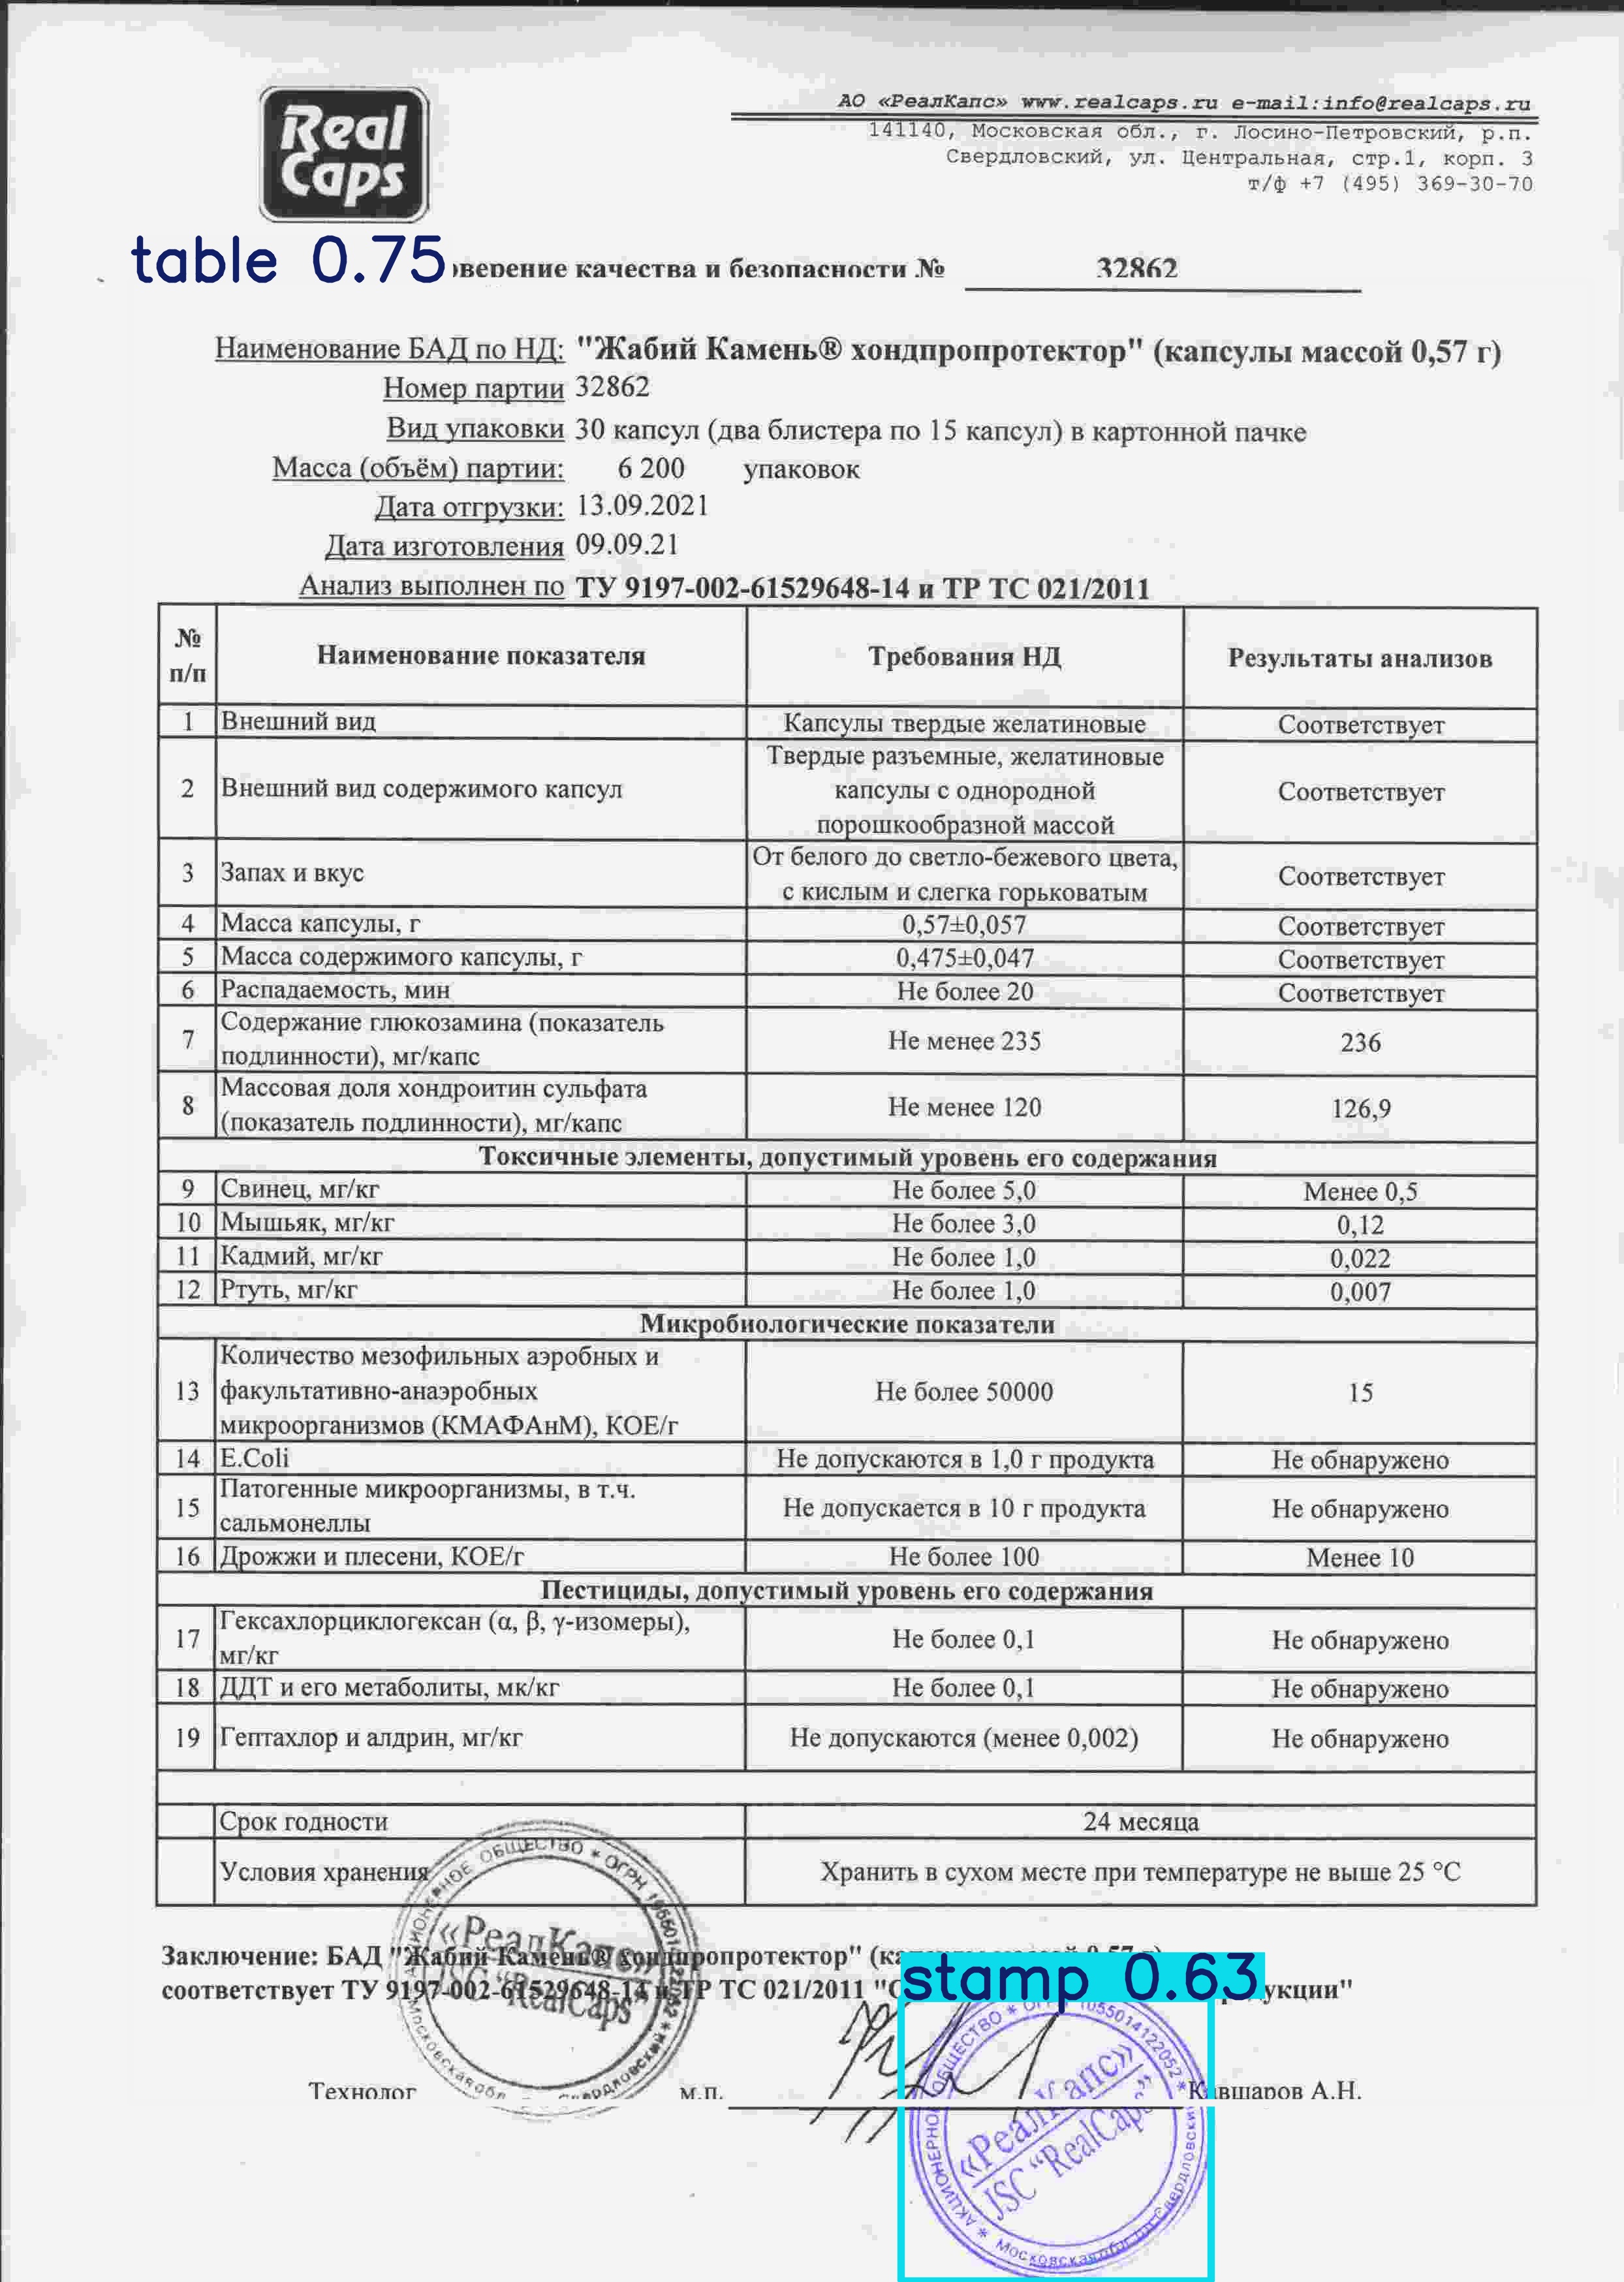 Real
Caps
АО «РеалКапс» www.realcaps.ru e-mail:info@realcaps.ru
141140, Московская обл., г. Лосино-Петровский, р.п.
Свердловский, ул. Центральная, стр.1, корп. 3
т/ф +7 (495) 369-30-70
table 0.75
качества и безопасности № 32862
Наименование БАД по НД: "Жабий Камень® хондпропротектор" (капсулы массой 0,57 г)
Номер партии 32862
Вид упаковки 30 капсул (два блистера по 15 капсул) в картонной пачке
Масса (объём) партии: 6 200 упаковок
Дата отгрузки: 13.09.2021
Дата изготовления 09.09.21
Анализ выполнен по ТУ 9197-002-61529648-14 и ТР ТС 021/2011
№ п/п Наименование показателя Требования НД Результаты анализов
1 Внешний вид Капсулы твердые желатиновые Соответствует
2 Внешний вид содержимого капсул Твердые разъемные, желатиновые капсулы с однородной порошкообразной массой Соответствует
3 Запах и вкус От белого до светло-бежевого цвета, с кислым и слегка горьковатым Соответствует
4 Масса капсулы, г 0,57±0,057 Соответствует
5 Масса содержимого капсулы, г 0,475±0,047 Соответствует
6 Распадаемость, мин Не более 20 Соответствует
7 Содержание глюкозамина (показатель подлинности), мг/капс Не менее 235 236
8 Массовая доля хондроитин сульфата (показатель подлинности), мг/капс Не менее 120 126,9
Токсичные элементы, допустимый уровень его содержания
9 Свинец, мг/кг Не более 5,0 Менее 0,5
10 Мышьяк, мг/кг Не более 3,0 0,12
11 Кадмий, мг/кг Не более 1,0 0,022
12 Ртуть, мг/кг Не более 1,0 0,007
Микробиологические показатели
13 Количество мезофильных аэробных и факультативно-анаэробных микроорганизмов (КМАФАнМ), КОЕ/г Не более 50000 15
14 E.Coli Не допускаются в 1,0 г продукта Не обнаружено
15 Патогенные микроорганизмы, в т.ч. сальмонеллы Не допускается в 10 г продукта Не обнаружено
16 Дрожжи и плесени, КОЕ/г Не более 100 Менее 10
Пестициды, допустимый уровень его содержания
17 Гексахлорциклогексан (α, β, γ-изомеры), мг/кг Не более 0,1 Не обнаружено
18 ДДТ и его метаболиты, мк/кг Не более 0,1 Не обнаружено
19 Гептахлор и алдрин, мг/кг Не допускаются (менее 0,002) Не обнаружено
Срок годности 24 месяца
Условия хранения Хранить в сухом месте при температуре не выше 25 °С
Заключение: БАД "Жабий Камень® хондпропротектор"
соответствует ТУ 9197-002-61529648-14 и ТР ТС 021/2011
stamp 0.63
Технолог м.п. Кавшаров А.Н.
«РеалКапс»
JSC "RealCaps"
АКЦИОНЕРНОЕ ОБЩЕСТВО * ОГРН 1055014122052 *
Московская обл. Свердловский
«РеалКапс»
JSC "RealCaps"